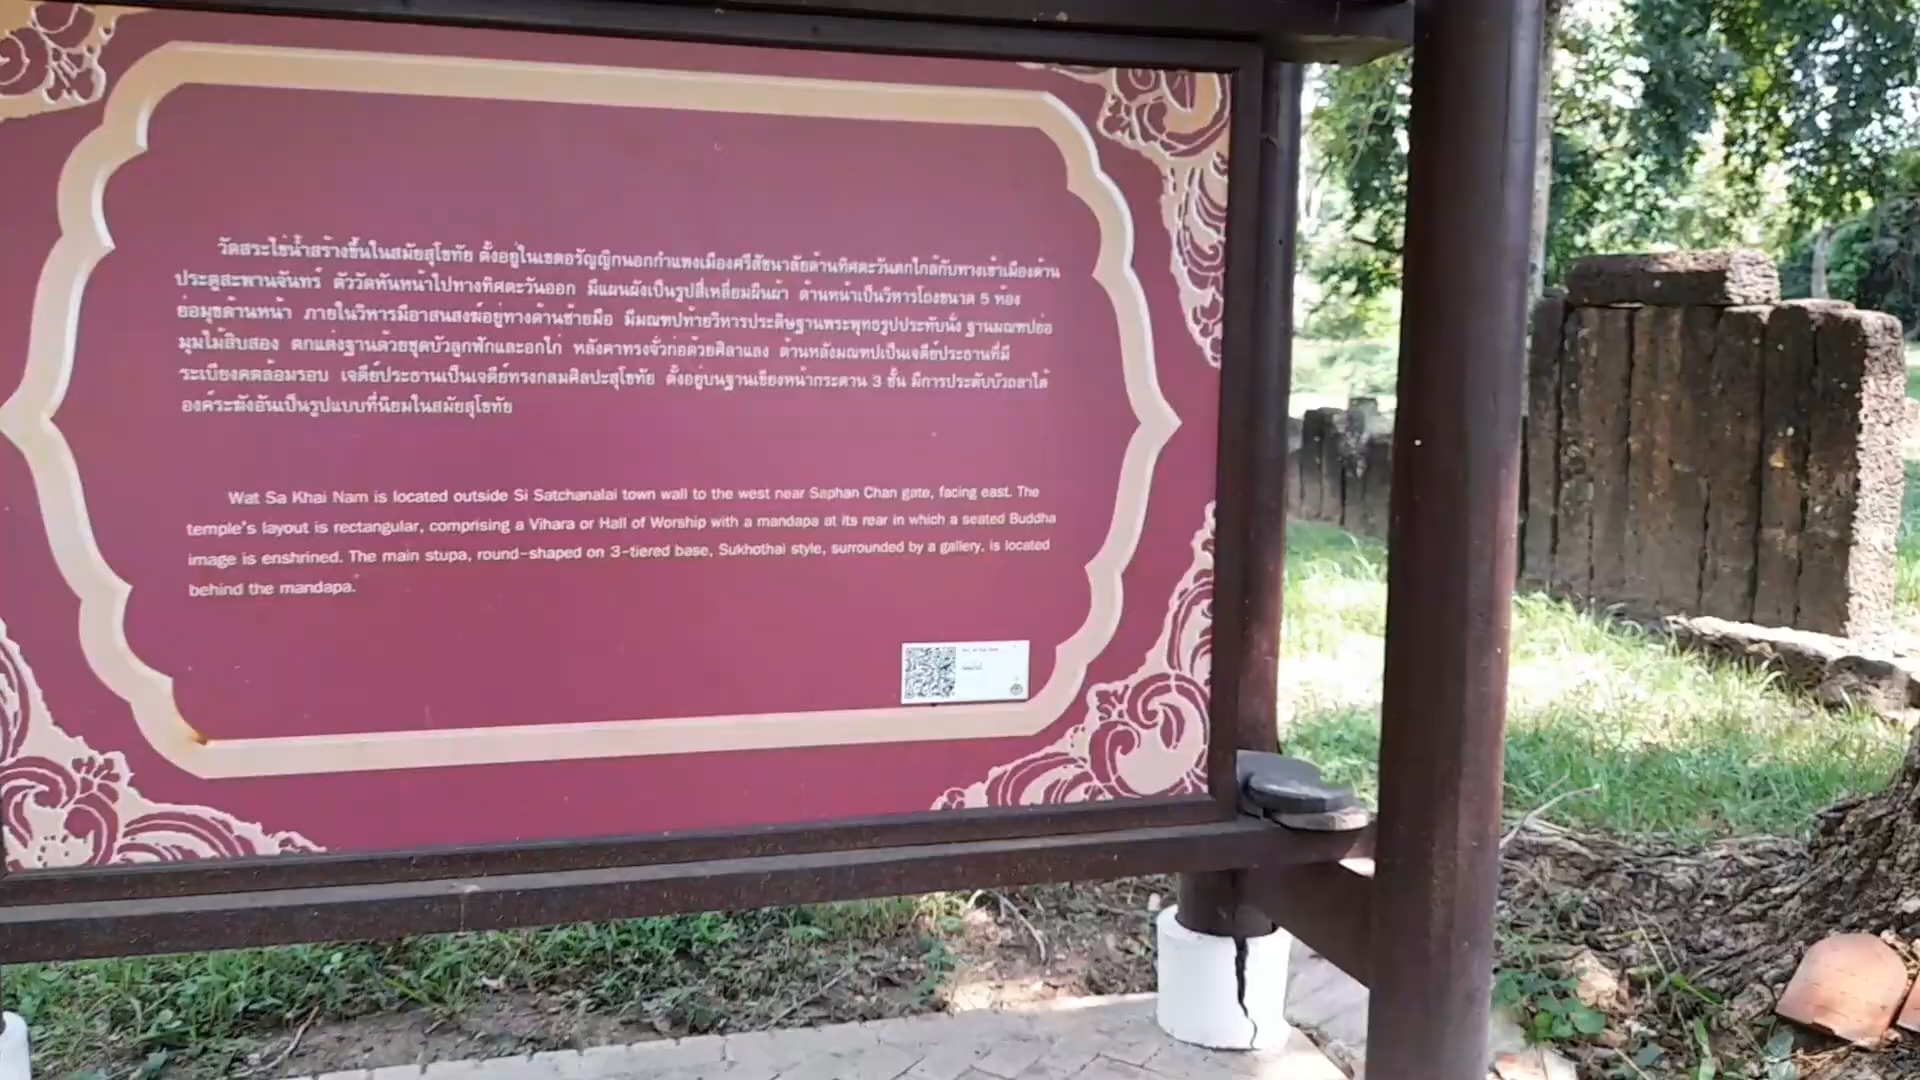 วัดสระไข่น้ำสร้างขึ้นในสมัยสุโขทัย ตั้งอยู่ในเขตอรัญญิกนอกกำแพงเมืองศรีสัชนาลัยด้านทิศตะวันตกใกล้กับทางเข้าเมืองด้าน
ประตูสะพานจันทร์ ตัววัดหันหน้าไปทางทิศตะวันออก มีแผนผังเป็นรูปสี่เหลี่ยมผืนผ้า ด้านหน้าเป็นวิหารโถงขนาด 5 ห้อง
ย่อมุขด้านหน้า ภายในวิหารมีอาสนสงฆ์อยู่ทางด้านซ้ายมือ มีมณฑปท้ายวิหารประดิษฐานพระพุทธรูปประทับนั่ง ฐานมณฑปย่อ
มุมไม้สิบสอง ตกแต่งฐานด้วยชุดบัวลูกฟักและอกไก่ หลังคาทรงจั่วก่อด้วยศิลาแลง ด้านหลังมณฑปเป็นเจดีย์ประธานที่มี
ระเบียงคตล้อมรอบ เจดีย์ประธานเป็นเจดีย์ทรงกลมศิลปะสุโขทัย ตั้งอยู่บนฐานเขียงหน้ากระดาน 3 ชั้น มีการประดับบัวถลาใต้
องค์ระฆังอันเป็นรูปแบบที่นิยมในสมัยสุโขทัย
Wat Sa Khai Nam is located outside Si Satchanalai town wall to the west near Saphan Chan gate, facing east. The
temple's layout is rectangular, comprising a Vihara or Hall of Worship with a mandapa at its rear in which a seated Buddha
image is enshrined. The main stupa, round-shaped on 3-tiered base, Sukhothai style, surrounded by a gallery, is located
behind the mandapa.